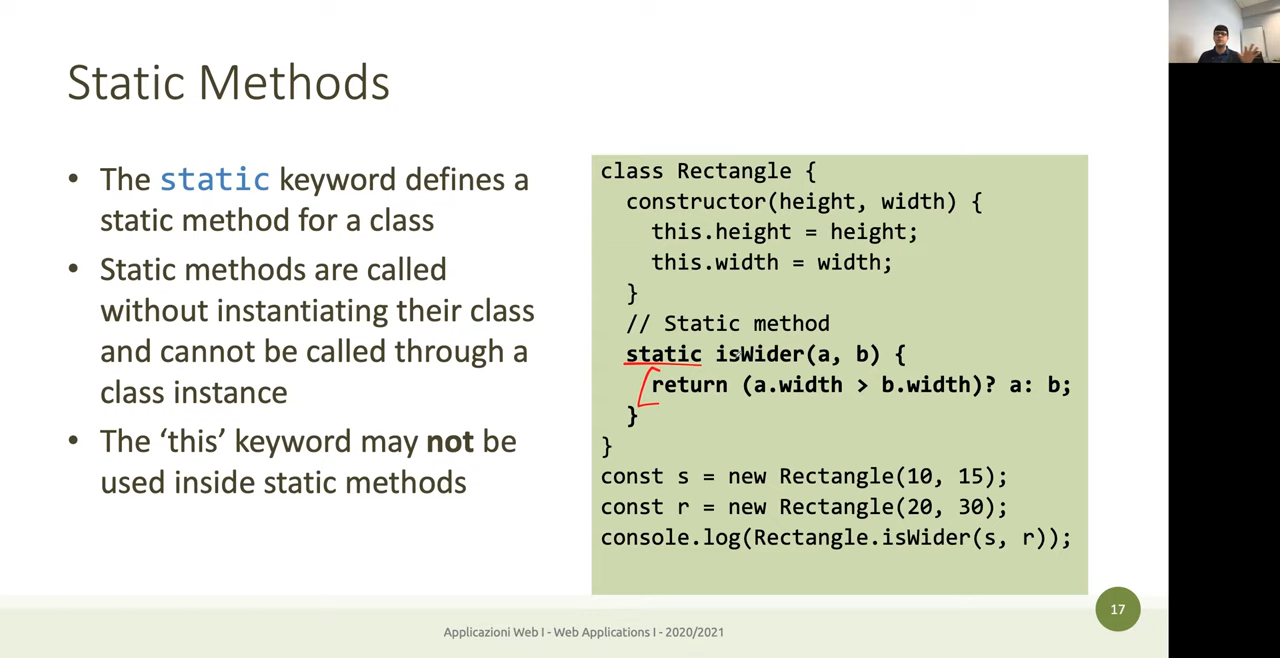 Static Methods
• The static keyword defines a
static method for a class
• Static methods are called
without instantiating their class
and cannot be called through a
class instance
• The ‘this’ keyword may not be
used inside static methods
class Rectangle {
  constructor(height, width) {
    this.height = height;
    this.width = width;
  }
  // Static method
  static isWider(a, b) {
    return (a.width > b.width)? a: b;
  }
}
const s = new Rectangle(10, 15);
const r = new Rectangle(20, 30);
console.log(Rectangle.isWider(s, r));
17
Applicazioni Web I - Web Applications I - 2020/2021